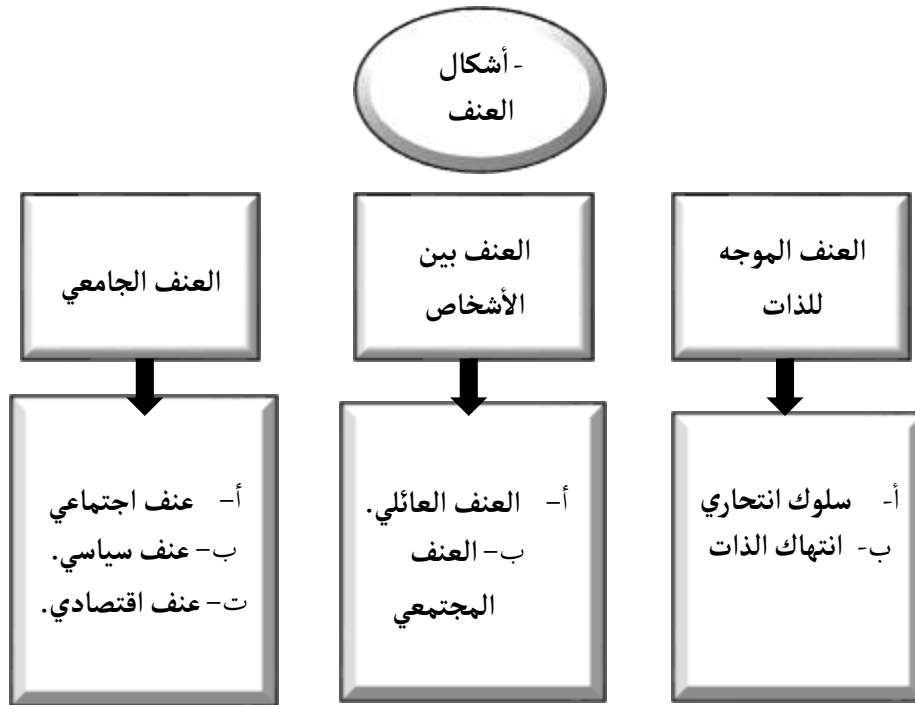 - أشكال
العنف
العنف الموجه
للذات
العنف بين
الأشخاص
العنف الجامعي
أ- سلوك انتحاري
ب- انتهاك الذات
أ– العنف العائلي.
ب– العنف
المجتمعي
أ– عنف اجتماعي
ب– عنف سياسي.
ت– عنف اقتصادي.